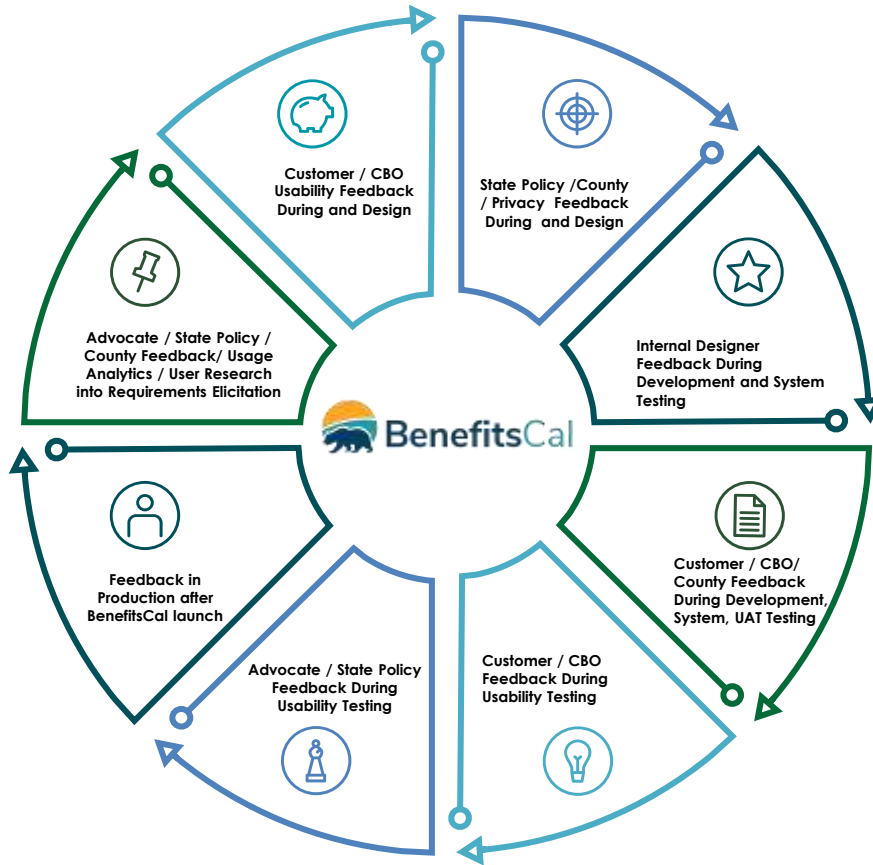 Customer / CBO
Usability Feedback
During and Design
State Policy /County
/ Privacy Feedback
During and Design
Advocate / State Policy /
County Feedback/ Usage
Analytics / User Research
into Requirements Elicitation
Internal Designer
Feedback During
Development and System
Testing
BenefitsCal
Feedback in
Production after
BenefitsCal launch
Customer / CBO/
County Feedback
During Development,
System, UAT Testing
Advocate / State Policy
Feedback During
Usability Testing
Customer / CBO
Feedback During
Usability Testing